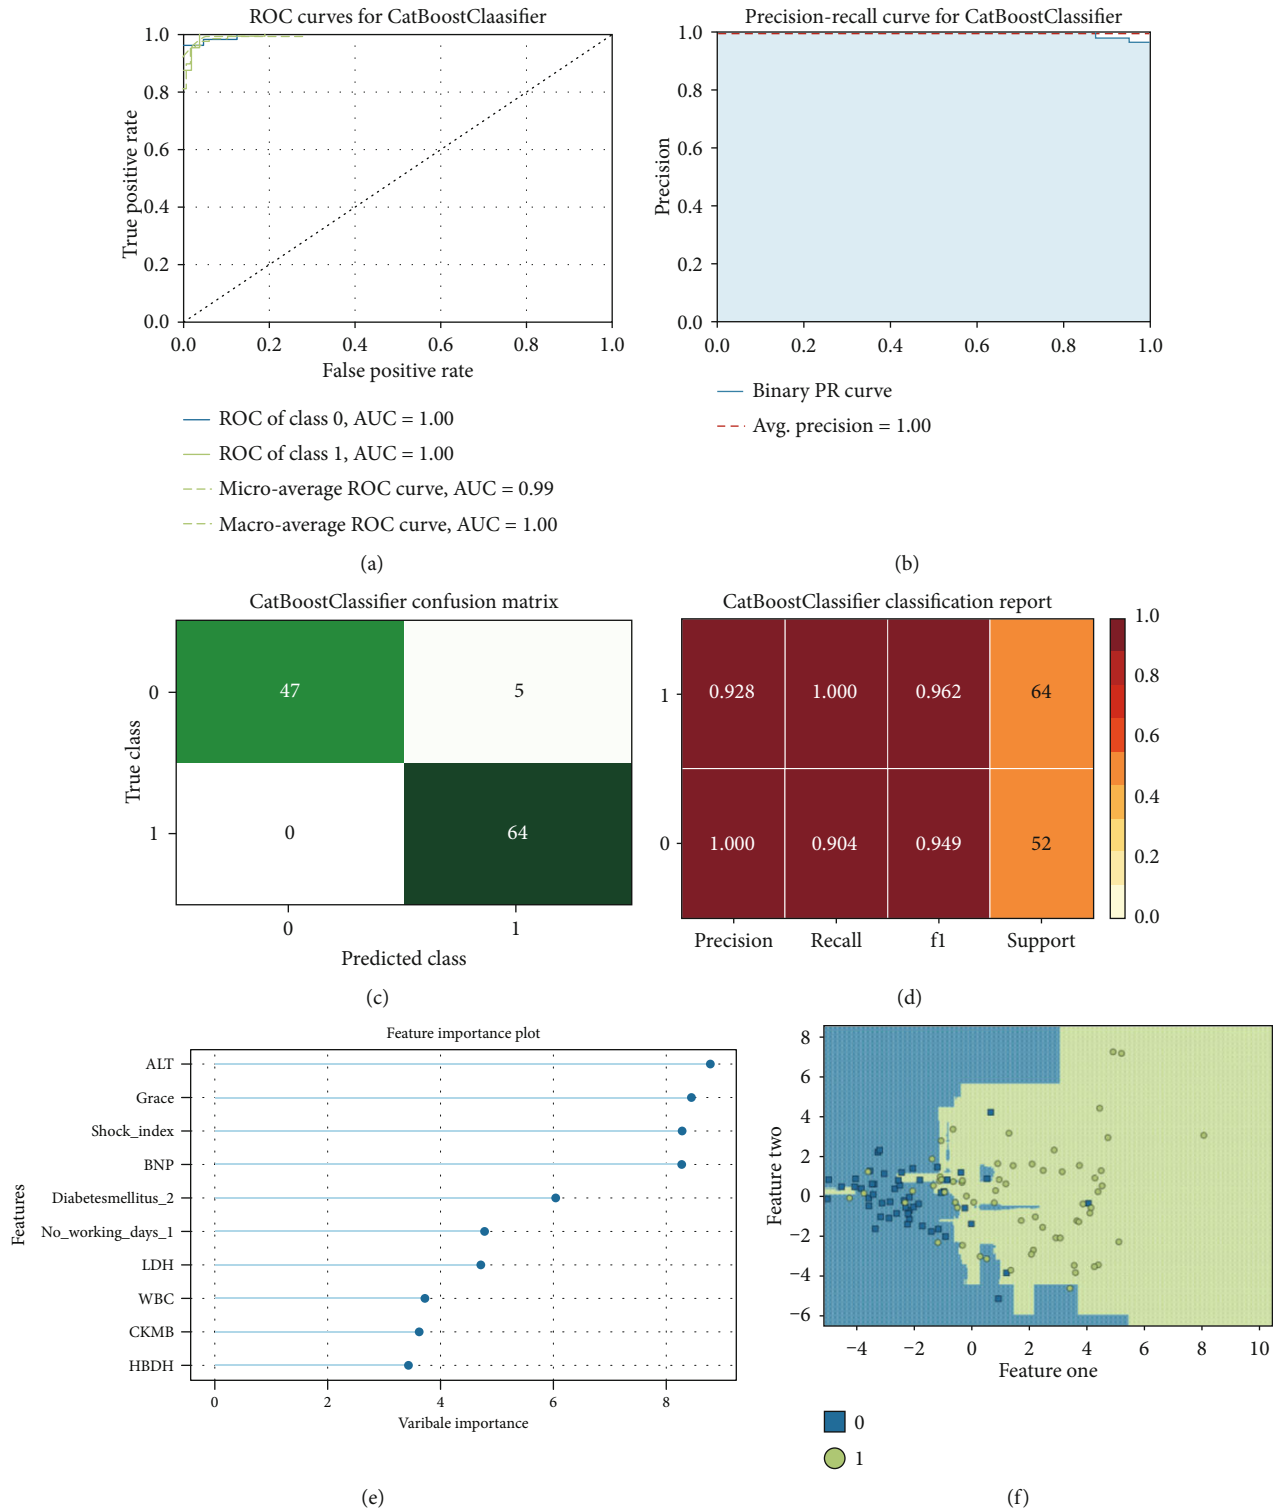 ROC curves for CatBoostClaasifier
1.0
0.8
0.6
0.4
0.2
0.0
True positive rate
0.0 0.2 0.4 0.6 0.8 1.0
False positive rate
ROC of class 0, AUC = 1.00
ROC of class 1, AUC = 1.00
Micro-average ROC curve, AUC = 0.99
Macro-average ROC curve, AUC = 1.00
(a)
Precision-recall curve for CatBoostClassifier
1.0
0.8
0.6
0.4
0.2
0.0
Precision
0.0 0.2 0.4 0.6 0.8 1.0
Binary PR curve
Avg. precision = 1.00
(b)
CatBoostClassifier confusion matrix
True class
0 47 5
1 0 64
0 1
Predicted class
(c)
CatBoostClassifier classification report
1 0.928 1.000 0.962 64
0 1.000 0.904 0.949 52
Precision Recall f1 Support
1.0
0.8
0.6
0.4
0.2
0.0
(d)
Feature importance plot
Features
ALT
Grace
Shock_index
BNP
Diabetesmellitus_2
No_working_days_1
LDH
WBC
CKMB
HBDH
0 2 4 6 8
Varibale importance
(e)
8
6
4
2
0
−2
−4
−6
Feature two
−4 −2 0 2 4 6 8 10
Feature one
0
1
(f)